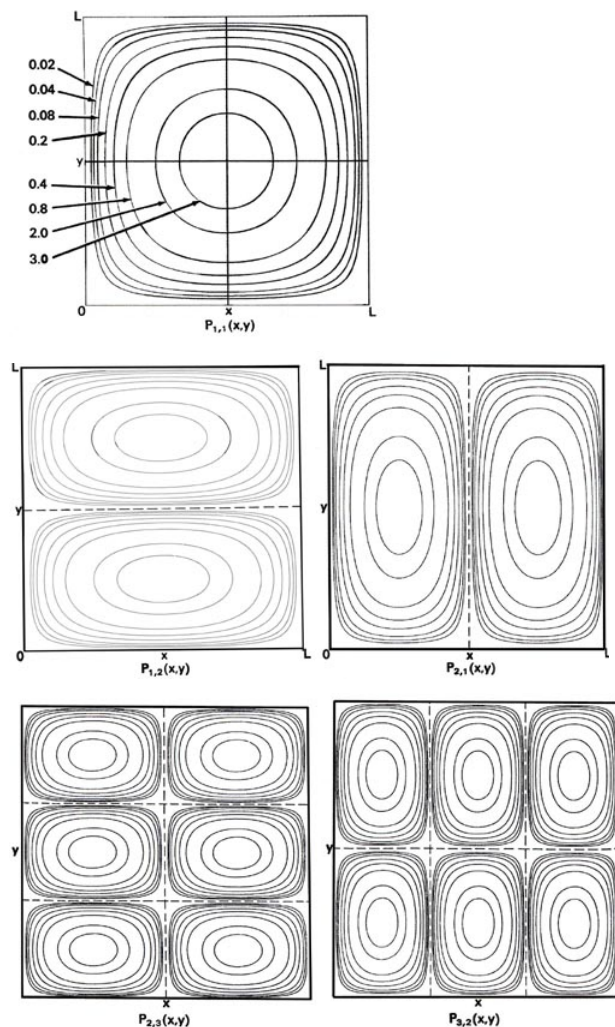 L
0.02
0.04
0.08
0.2
y
0.4
0.8
2.0
3.0
0 x L
P1,1(x,y)
L L
y y
0 x L 0 x L
P1,2(x,y) P2,1(x,y)
y y
x x
P2,3(x,y) P3,2(x,y)